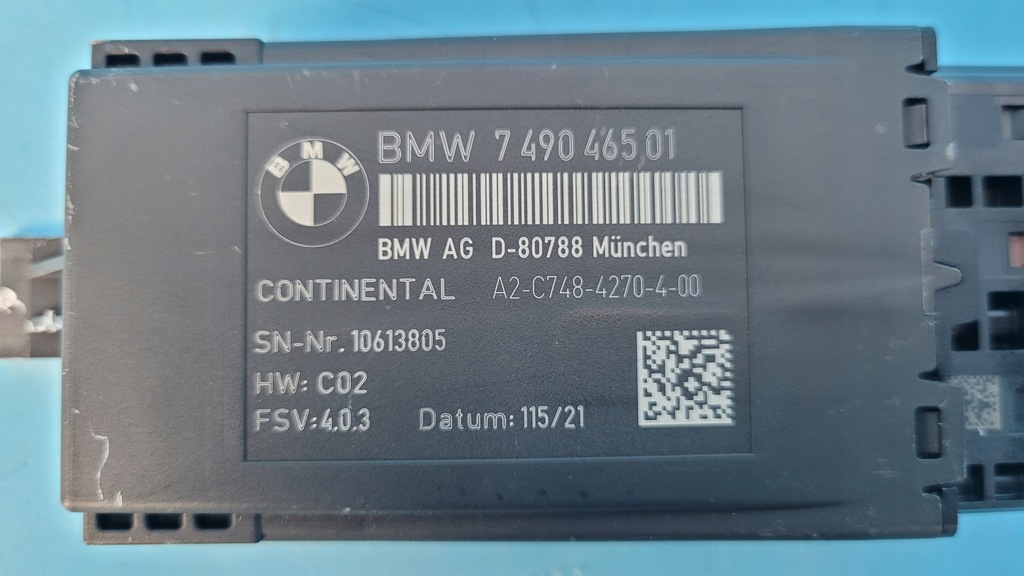 BMW
BMW 7 490 465 01
BMW AG D-80788 München
CONTINENTAL A2-C748-4270-4-00
SN-Nr. 10613805
HW: C02
FSV:4.0.3 Datum: 115/21